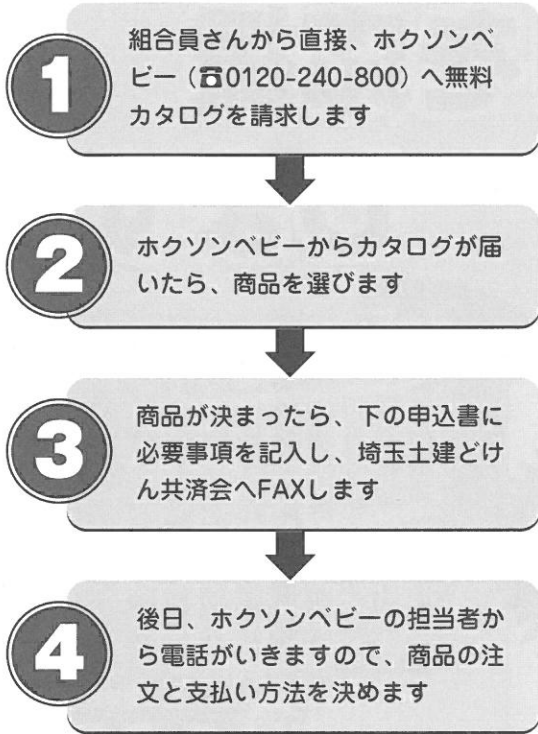 1
組合員さんから直接、ホクソンベ
ビー（☎0120-240-800）へ無料
カタログを請求します
2
ホクソンベビーからカタログが届
いたら、商品を選びます
3
商品が決まったら、下の申込書に
必要事項を記入し、埼玉土建どけ
ん共済会へFAXします
4
後日、ホクソンベビーの担当者か
ら電話がいきますので、商品の注
文と支払い方法を決めます